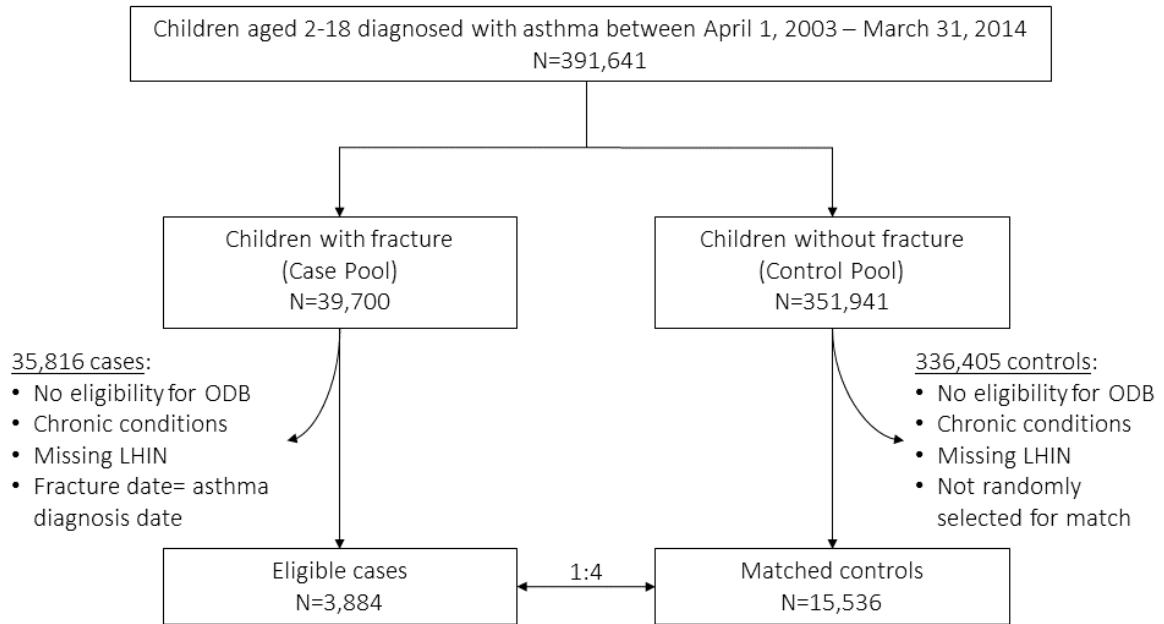 Children aged 2-18 diagnosed with asthma between April 1, 2003 – March 31, 2014
N=391,641
Children with fracture
(Case Pool)
N=39,700
Children without fracture
(Control Pool)
N=351,941
35,816 cases:
• No eligibility for ODB
• Chronic conditions
• Missing LHIN
• Fracture date= asthma
diagnosis date
336,405 controls:
• No eligibility for ODB
• Chronic conditions
• Missing LHIN
• Not randomly
selected for match
Eligible cases
N=3,884
1:4
Matched controls
N=15,536